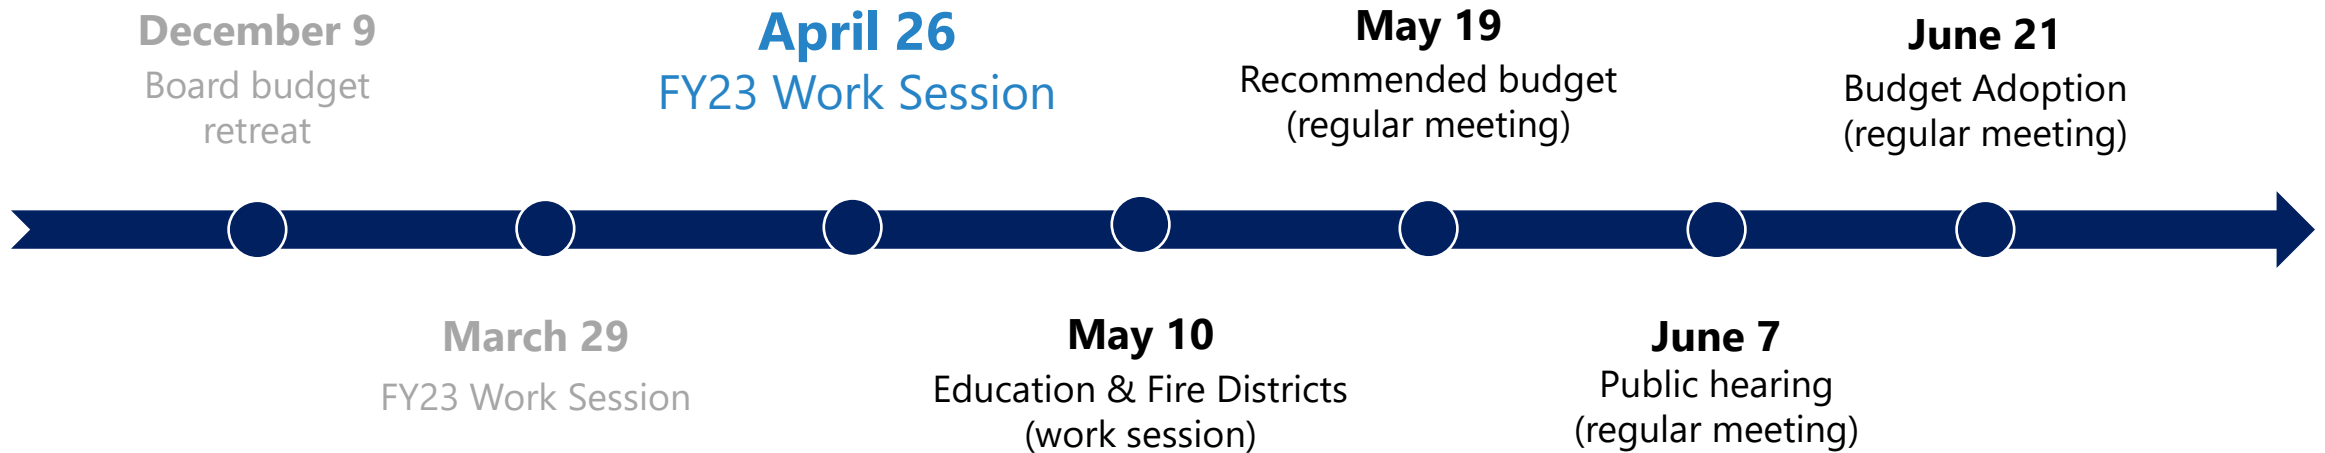 December 9
Board budget
retreat
April 26
FY23 Work Session
May 19
Recommended budget
(regular meeting)
June 21
Budget Adoption
(regular meeting)
March 29
FY23 Work Session
May 10
Education & Fire Districts
(work session)
June 7
Public hearing
(regular meeting)